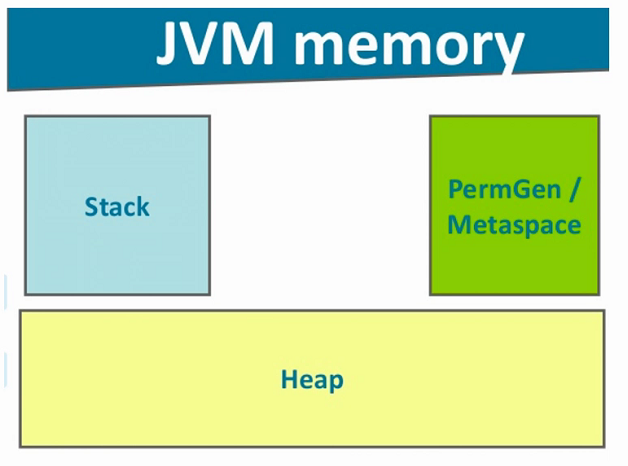 JVM memory
Stack
PermGen /
Metaspace
Heap